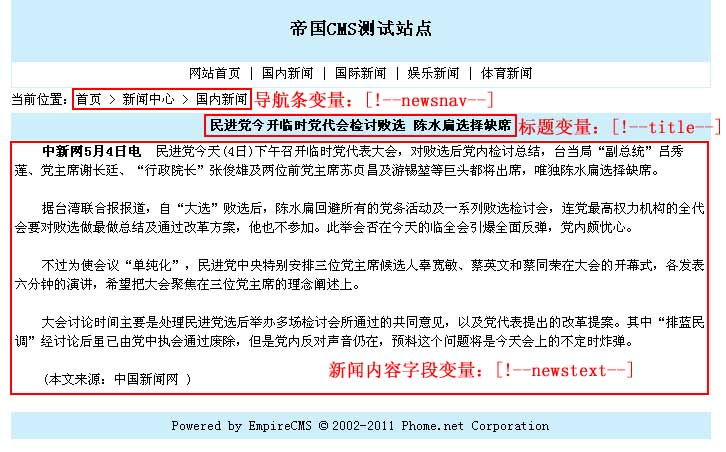 帝国CMS测试站点
网站首页 | 国内新闻 | 国际新闻 | 娱乐新闻 | 体育新闻
当前位置：首页 > 新闻中心 > 国内新闻 导航条变量：[!--newsnav--]
民进党今开临时党代会检讨败选 陈水扁选择缺席 标题变量：[!--title--]
中新网5月4日电 民进党今天(4日)下午召开临时党代表大会，对败选后党内检讨总结，台当局“副总统”吕秀
莲、党主席谢长廷、“行政院长”张俊雄及两位前党主席苏贞昌及游锡堃等巨头都将出席，唯独陈水扁选择缺席。
据台湾联合报报道，自“大选”败选后，陈水扁回避所有的党务活动及一系列败选检讨会，连党最高权力机构的全代
会要对败选做最做总结及通过改革方案，他也不参加。此举会否在今天的临全会引爆全面反弹，党内颇忧心。
不过为使会议“单纯化”，民进党中央特别安排三位党主席候选人辜宽敏、蔡英文和蔡同荣在大会的开幕式，各发表
六分钟的演讲，希望把大会聚焦在三位党主席的理念阐述上。
大会讨论时间主要是处理民进党选后举办多场检讨会所通过的共同意见，以及党代表提出的改革提案。其中“排蓝民
调”经讨论后虽已由党中执会通过废除，但是党内反对声音仍在，预料这个问题将是今天会上的不定时炸弹。
(本文来源：中国新闻网 )
新闻内容字段变量：[!--newstext--]
Powered by EmpireCMS © 2002-2011 Phome.net Corporation